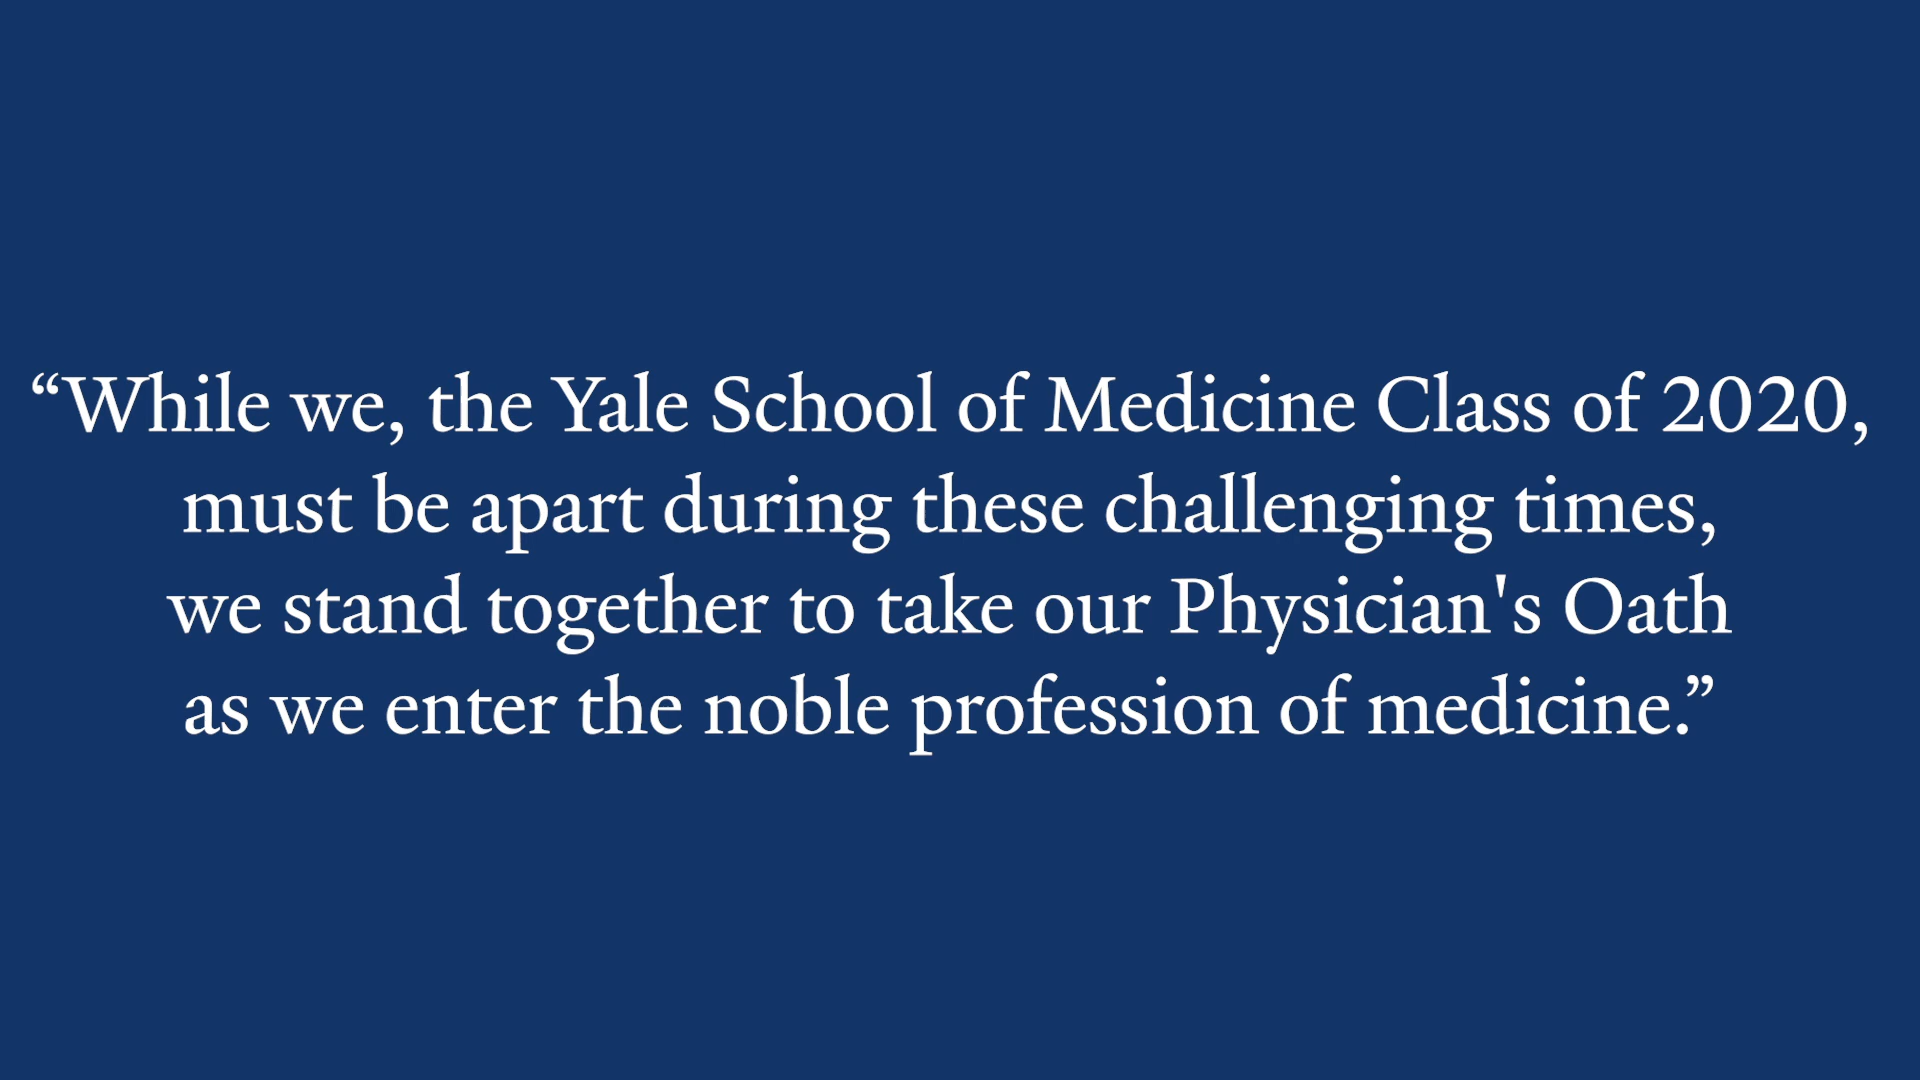 “While we, the Yale School of Medicine Class of 2020,
must be apart during these challenging times,
we stand together to take our Physician's Oath
as we enter the noble profession of medicine.”